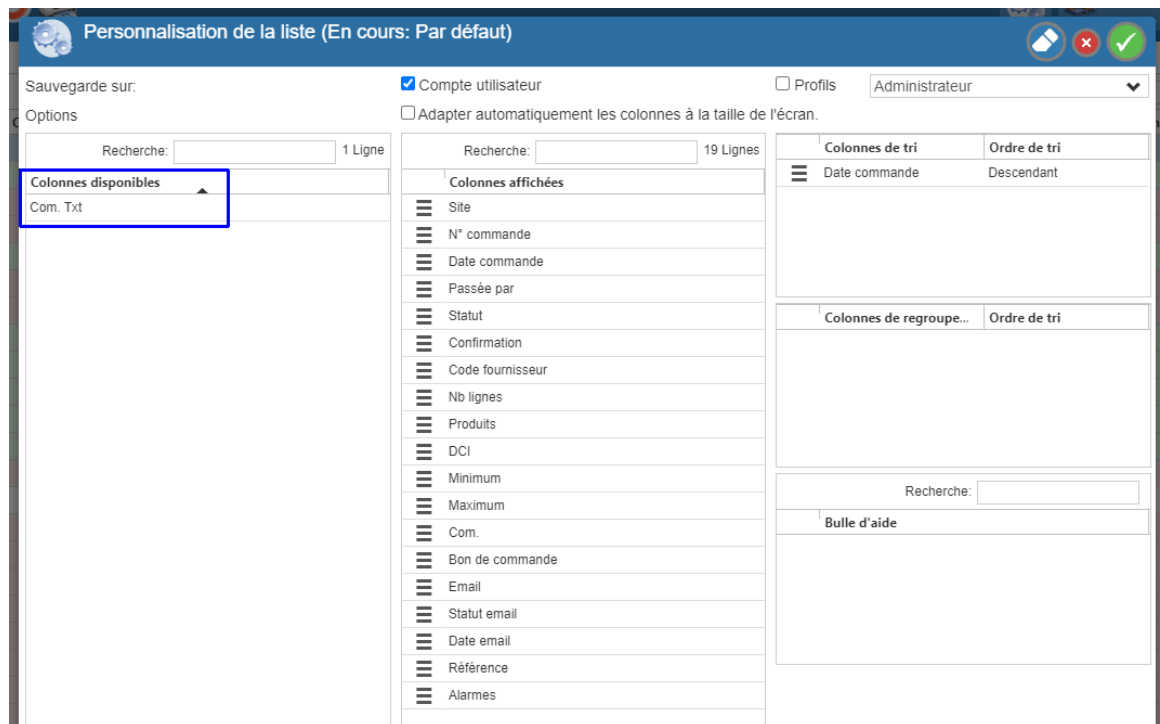 Personnalisation de la liste (En cours: Par défaut)
Sauvegarde sur:
Compte utilisateur
Profils
Administrateur
Options
Adapter automatiquement les colonnes à la taille de l'écran.
Recherche:
1 Ligne
Colonnes disponibles
Com. Txt
Recherche:
19 Lignes
Colonnes affichées
Site
N° commande
Date commande
Passée par
Statut
Confirmation
Code fournisseur
Nb lignes
Produits
DCI
Minimum
Maximum
Com.
Bon de commande
Email
Statut email
Date email
Référence
Alarmes
Colonnes de tri
Ordre de tri
Date commande
Descendant
Colonnes de regroupe...
Ordre de tri
Recherche:
Bulle d'aide